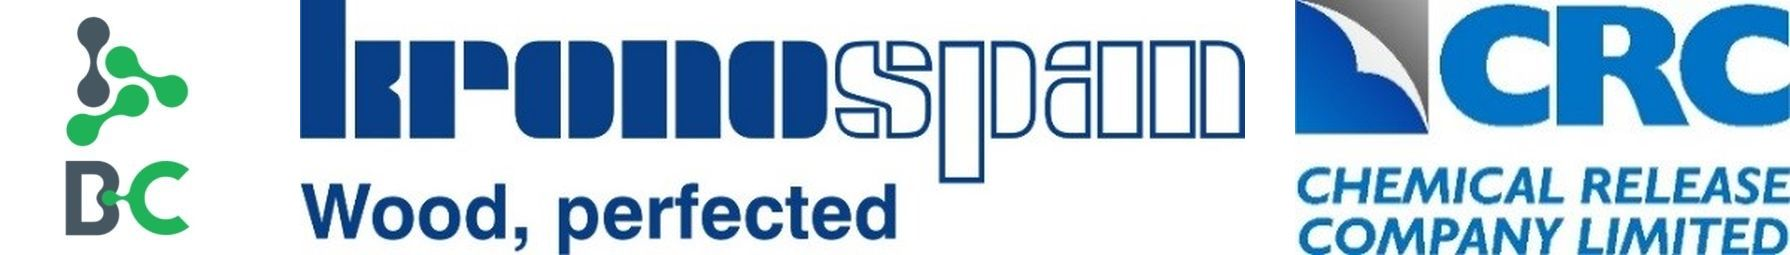 BC
kronospan
Wood, perfected
CRC
CHEMICAL RELEASE
COMPANY LIMITED